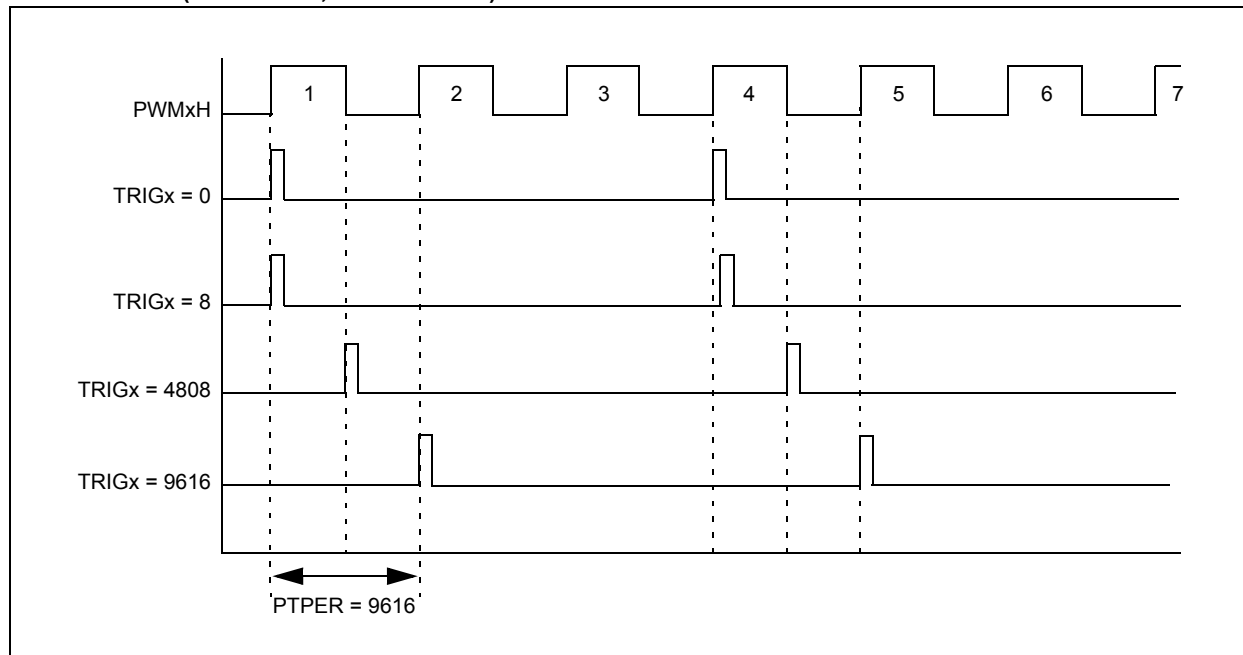 PWMxH
1 2 3 4 5 6 7
TRIGx = 0
TRIGx = 8
TRIGx = 4808
TRIGx = 9616
PTPER = 9616